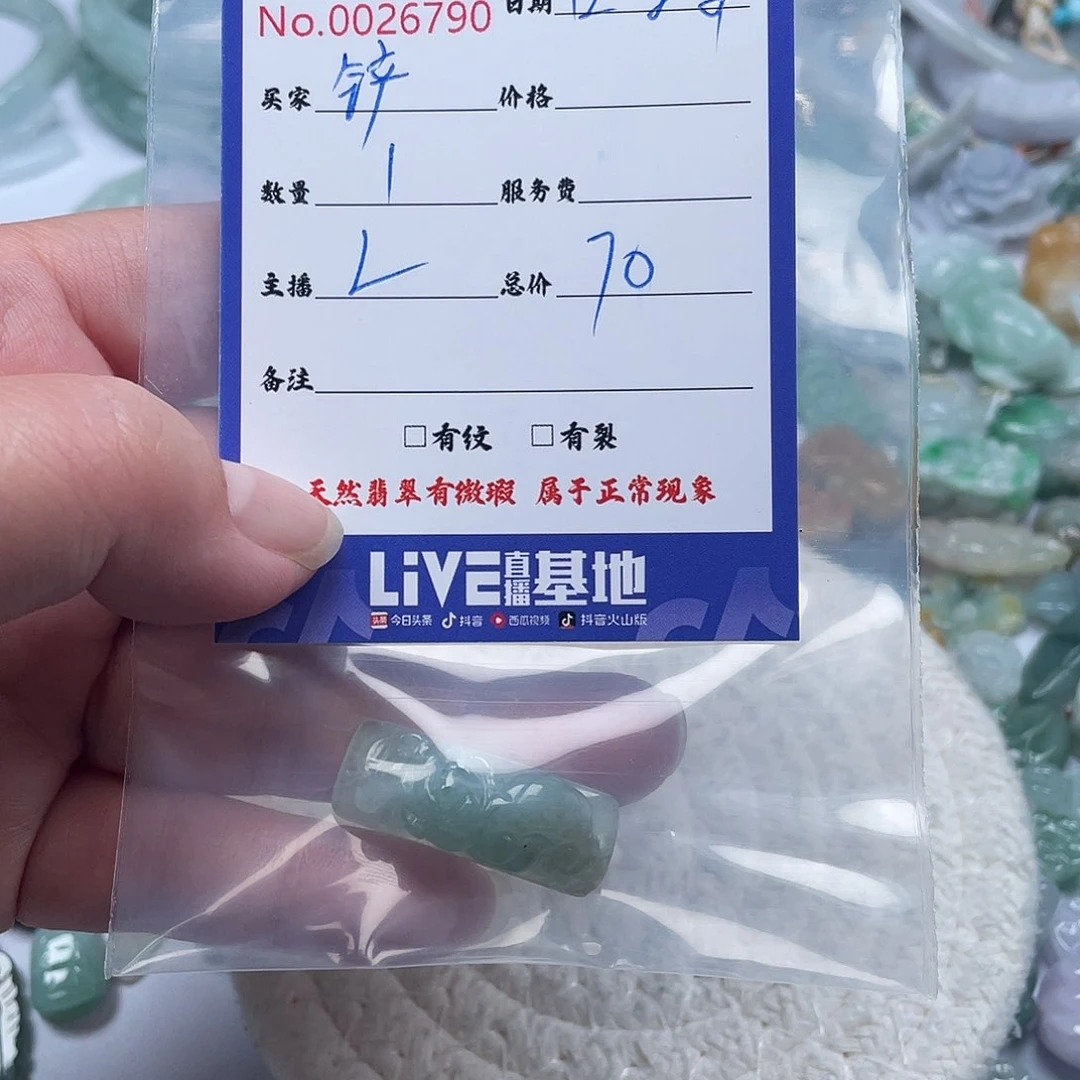 No.0026790 日期
买家 锌 价格
数量 1 服务费
主播 L 总价 70
备注
□有纹 □有裂
天然翡翠有微瑕 属于正常现象
LiVE直播基地
头条 今日头条 抖音 西瓜视频 抖音火山版